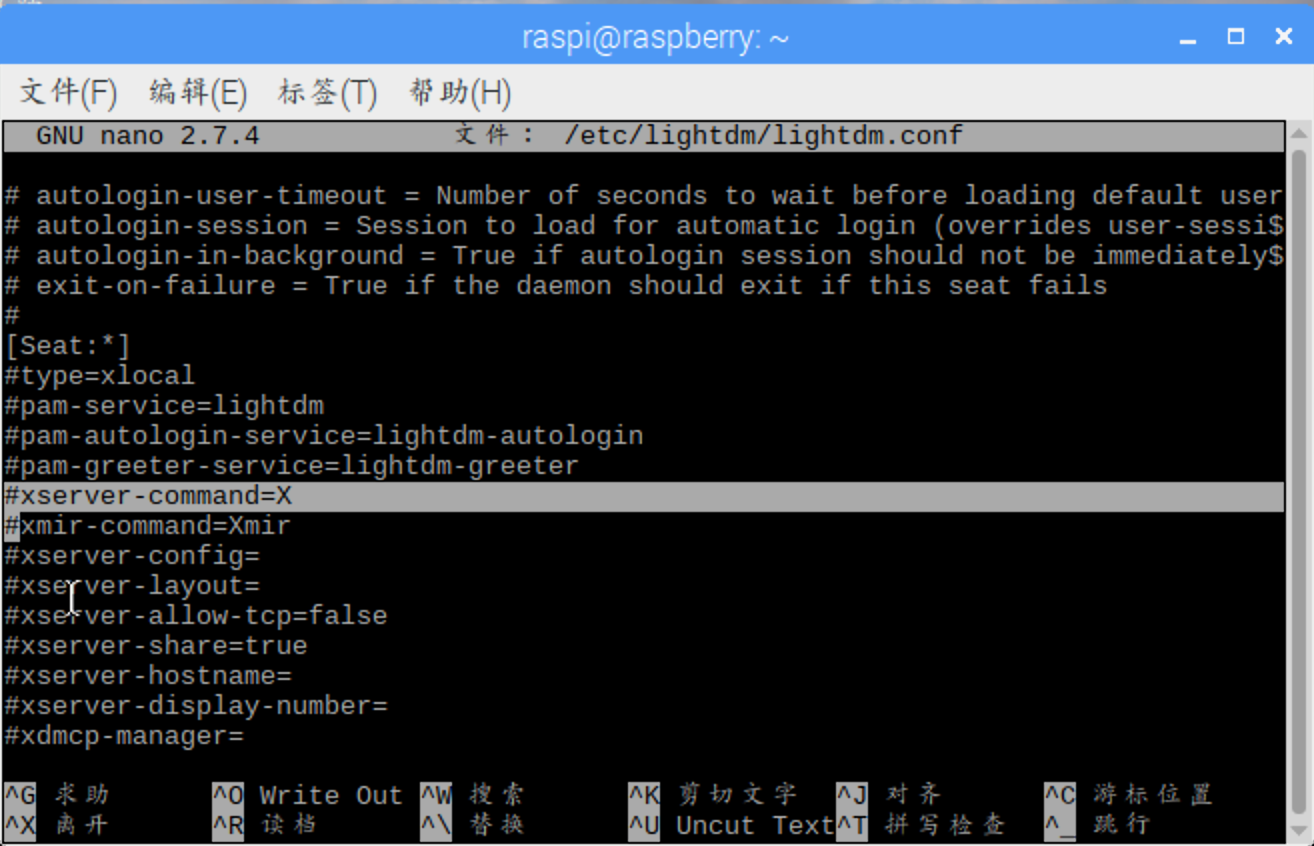 raspi@raspberry: ~
文件(F) 编辑(E) 标签(T) 帮助(H)
GNU nano 2.7.4 文件: /etc/lightdm/lightdm.conf
# autologin-user-timeout = Number of seconds to wait before loading default user
# autologin-session = Session to load for automatic login (overrides user-sessi$
# autologin-in-background = True if autologin session should not be immediately$
# exit-on-failure = True if the daemon should exit if this seat fails
#
[Seat:*]
#type=xlocal
#pam-service=lightdm
#pam-autologin-service=lightdm-autologin
#pam-greeter-service=lightdm-greeter
#xserver-command=X
#xmir-command=Xmir
#xserver-config=
#xserver-layout=
#xserver-allow-tcp=false
#xserver-share=true
#xserver-hostname=
#xserver-display-number=
#xdmcp-manager=
^G 求助 ^O Write Out ^W 搜索 ^K 剪切文字 ^J 对齐 ^C 游标位置
^X 离开 ^R 读档 ^\ 替换 ^U Uncut Text ^T 拼写检查 ^_ 跳行